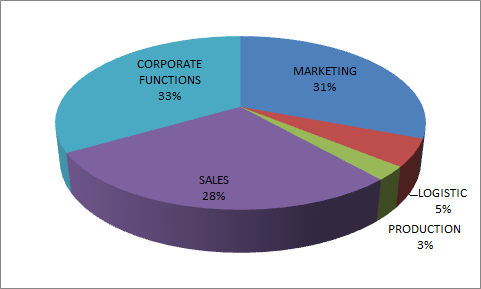 CORPORATE
FUNCTIONS
33%
MARKETING
31%
SALES
28%
LOGISTIC
5%
PRODUCTION
3%